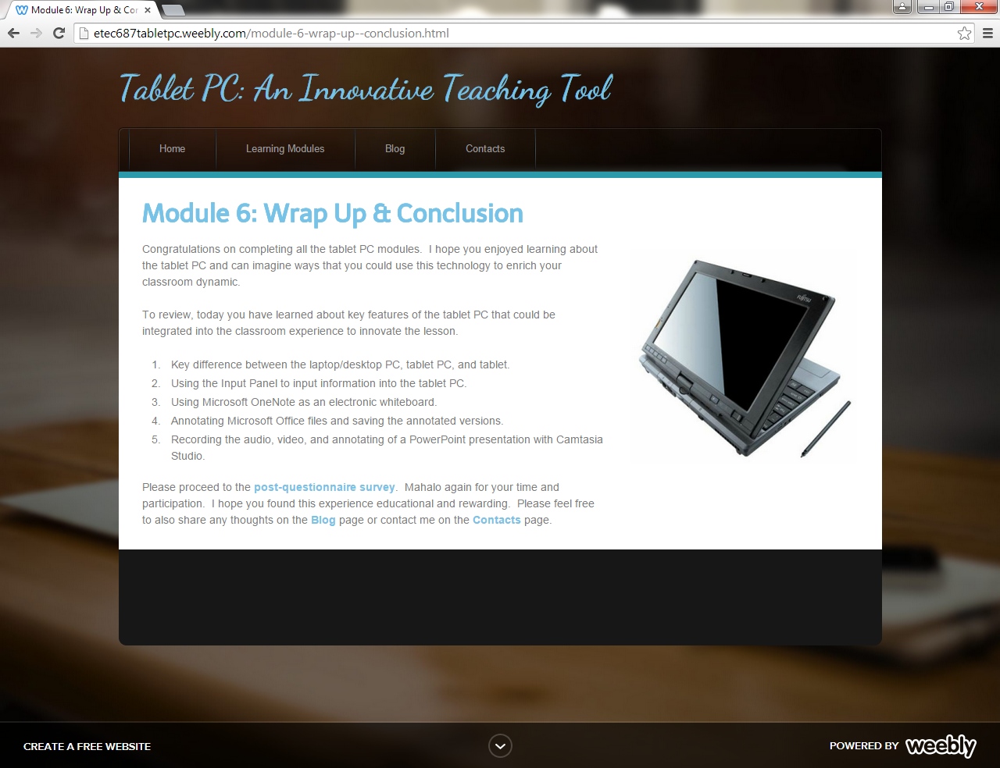 Module 6: Wrap Up & Cor
etec687tabletpc.weebly.com/module-6-wrap-up--conclusion.html
Tablet PC: An Innovative Teaching Tool
Home Learning Modules Blog Contacts
Module 6: Wrap Up & Conclusion
Congratulations on completing all the tablet PC modules.  I hope you enjoyed learning about
the tablet PC and can imagine ways that you could use this technology to enrich your
classroom dynamic.
To review, today you have learned about key features of the tablet PC that could be
integrated into the classroom experience to innovate the lesson.
1. Key difference between the laptop/desktop PC, tablet PC, and tablet.
2. Using the Input Panel to input information into the tablet PC.
3. Using Microsoft OneNote as an electronic whiteboard.
4. Annotating Microsoft Office files and saving the annotated versions.
5. Recording the audio, video, and annotating of a PowerPoint presentation with Camtasia
Studio.
FUJITSU
Please proceed to the post-questionnaire survey.  Mahalo again for your time and
participation.  I hope you found this experience educational and rewarding.  Please feel free
to also share any thoughts on the Blog page or contact me on the Contacts page.
CREATE A FREE WEBSITE
POWERED BY weebly